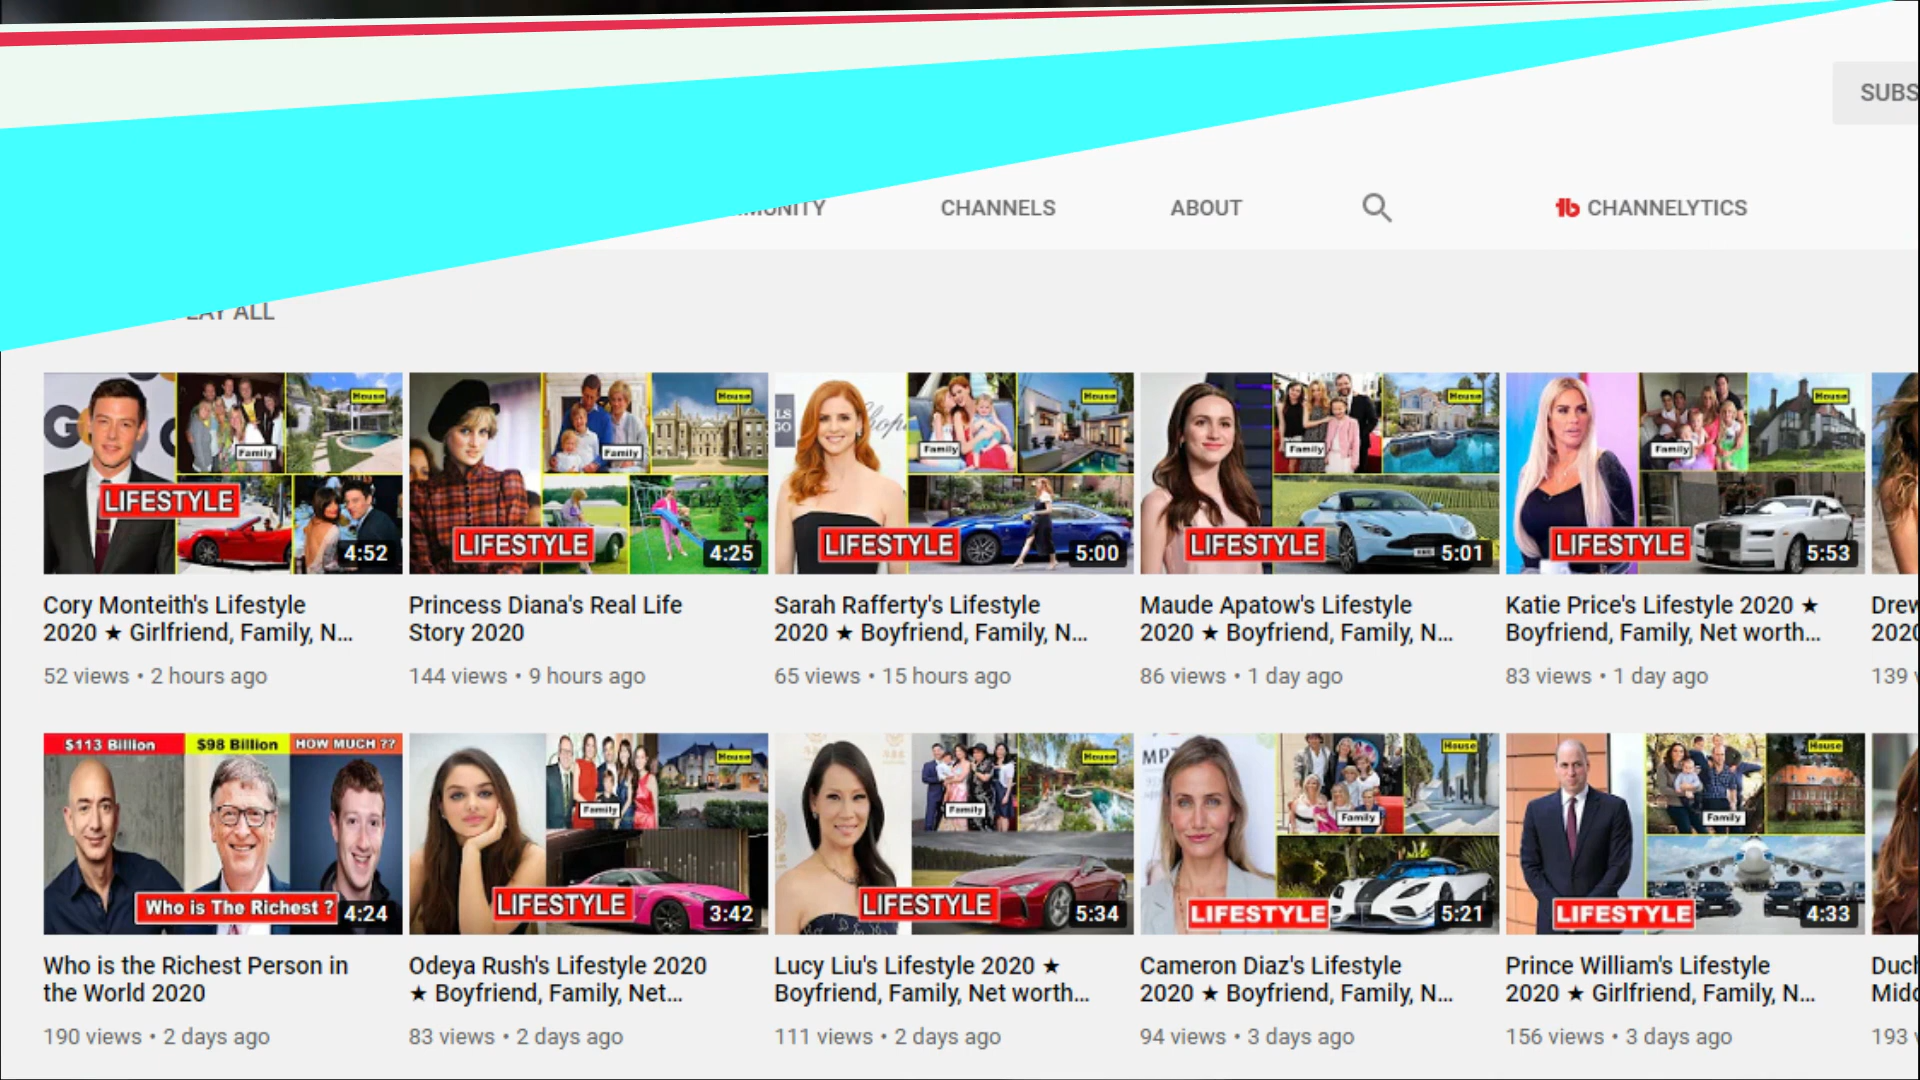 SUBS
MUNITY CHANNELS ABOUT CHANNELYTICS
LAY ALL
House House House House House
Family Family Family Family Family
LIFESTYLE LIFESTYLE LIFESTYLE LIFESTYLE LIFESTYLE
4:52 4:25 5:00 5:01 5:53
Cory Monteith's Lifestyle Princess Diana's Real Life Sarah Rafferty's Lifestyle Maude Apatow's Lifestyle Katie Price's Lifestyle 2020 ★ Drew
2020 ★ Girlfriend, Family, N... Story 2020 2020 ★ Boyfriend, Family, N... 2020 ★ Boyfriend, Family, N... Boyfriend, Family, Net worth... 2020
52 views • 2 hours ago 144 views • 9 hours ago 65 views • 15 hours ago 86 views • 1 day ago 83 views • 1 day ago 139
$113 Billion $98 Billion HOW MUCH ?? House House House House
Family Family Family Family
Who is The Richest ? LIFESTYLE LIFESTYLE LIFESTYLE LIFESTYLE
4:24 3:42 5:34 5:21 4:33
Who is the Richest Person in Odeya Rush's Lifestyle 2020 Lucy Liu's Lifestyle 2020 ★ Cameron Diaz's Lifestyle Prince William's Lifestyle Duch
the World 2020 ★ Boyfriend, Family, Net... Boyfriend, Family, Net worth... 2020 ★ Boyfriend, Family, N... 2020 ★ Girlfriend, Family, N... Midd
190 views • 2 days ago 83 views • 2 days ago 111 views • 2 days ago 94 views • 3 days ago 156 views • 3 days ago 193